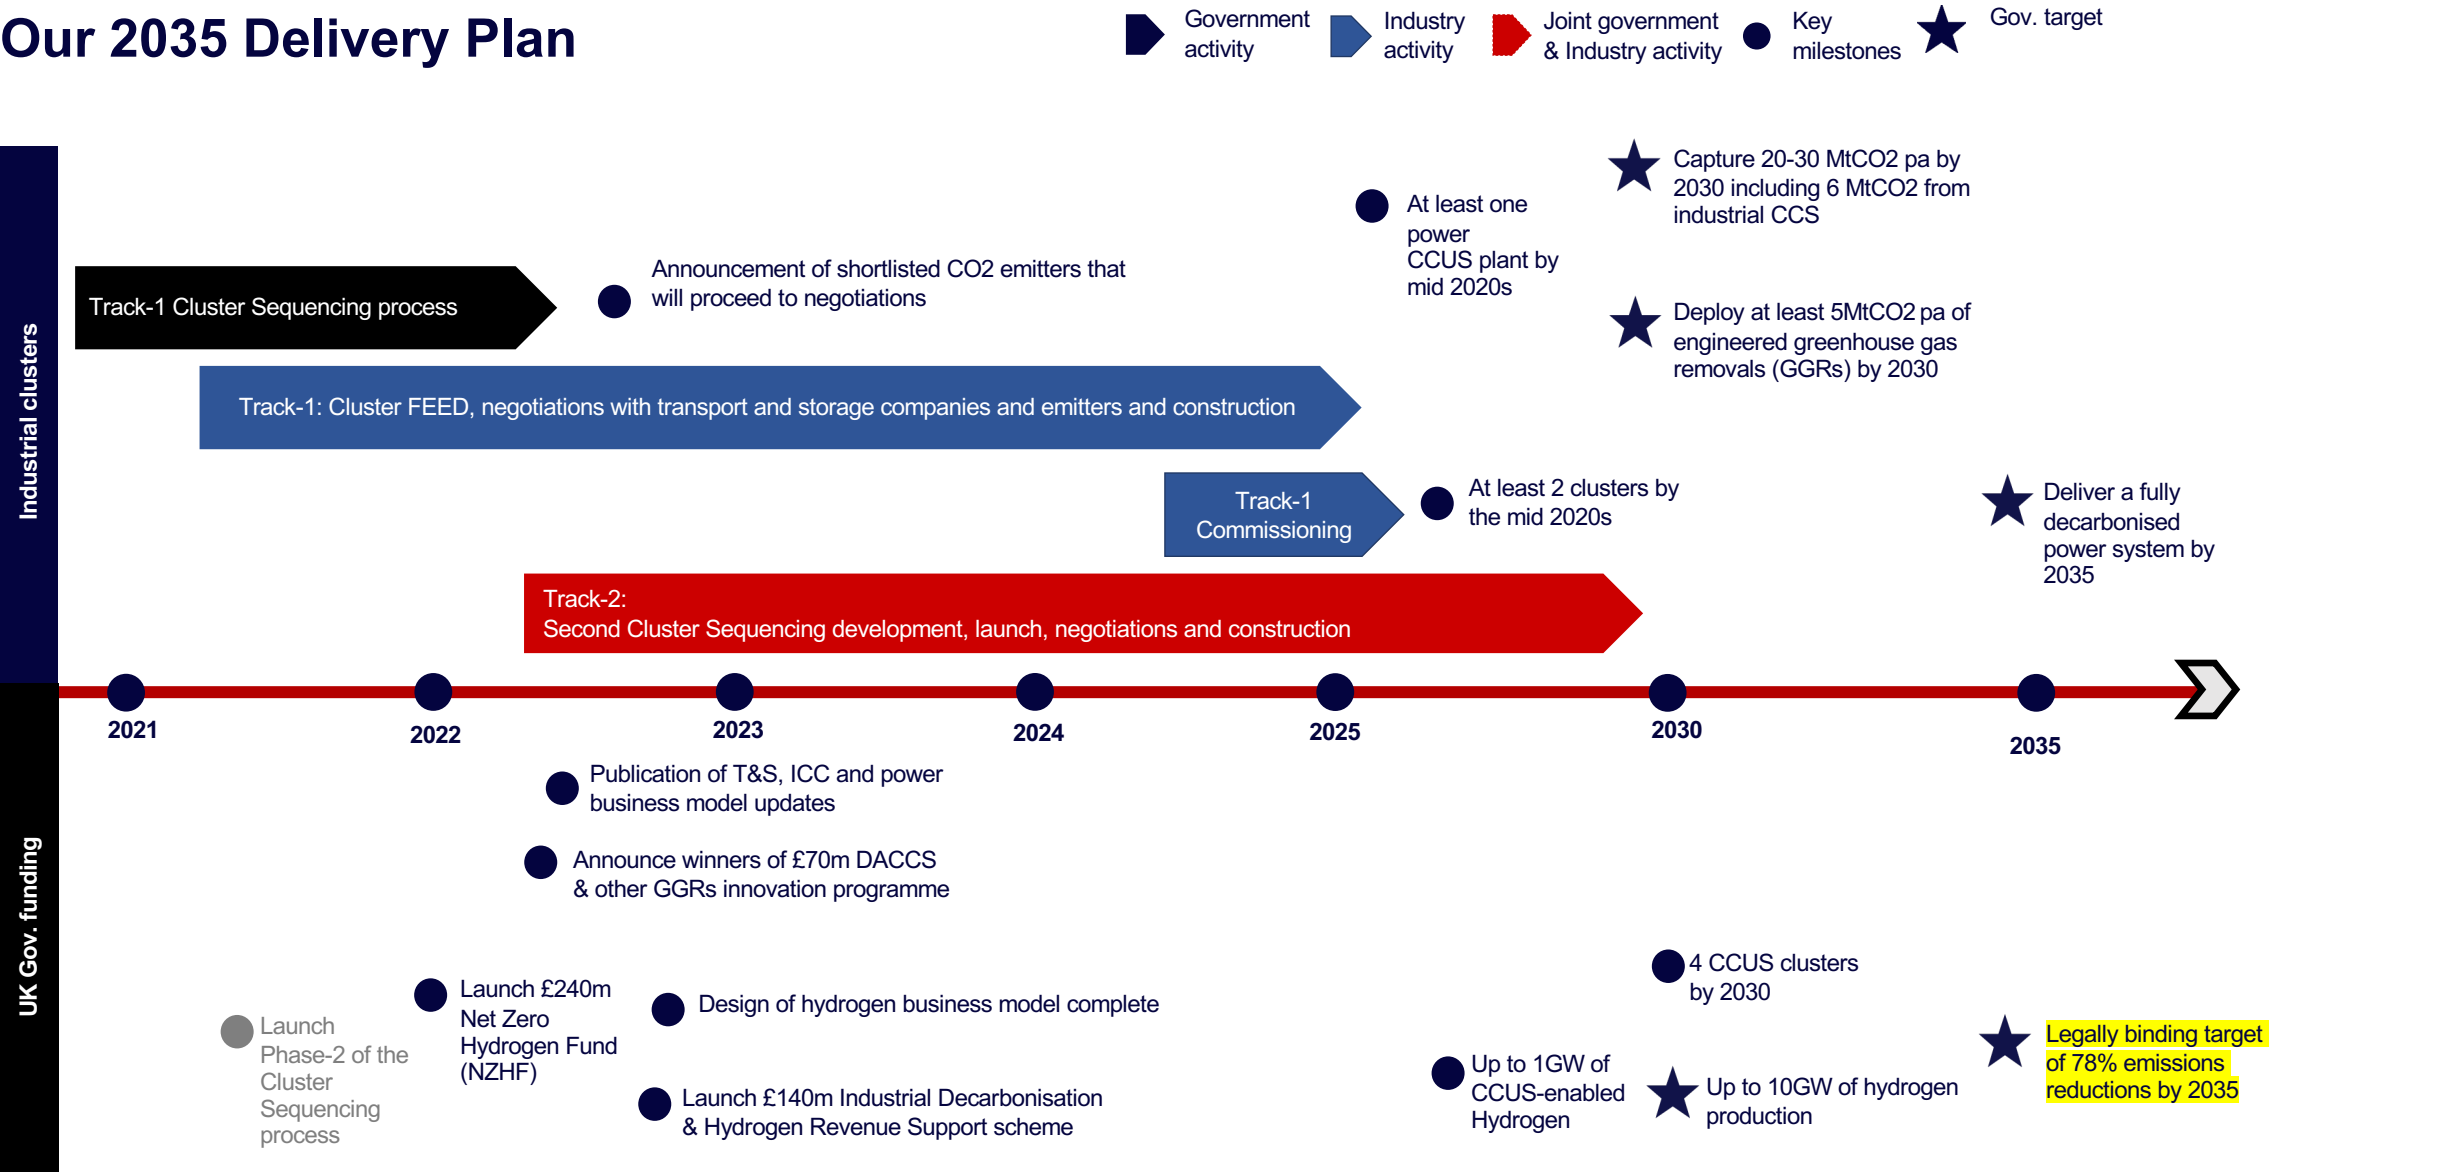 Our 2035 Delivery Plan
Government
activity
Industry
activity
Joint government
& Industry activity
Key
milestones
Gov. target
Industrial clusters
Capture 20-30 MtCO2 pa by
2030 including 6 MtCO2 from
industrial CCS
At least one
power
CCUS plant by
mid 2020s
Announcement of shortlisted CO2 emitters that
will proceed to negotiations
Track-1 Cluster Sequencing process
Deploy at least 5MtCO2 pa of
engineered greenhouse gas
removals (GGRs) by 2030
Track-1: Cluster FEED, negotiations with transport and storage companies and emitters and construction
Track-1
Commissioning
At least 2 clusters by
the mid 2020s
Deliver a fully
decarbonised
power system by
2035
Track-2:
Second Cluster Sequencing development, launch, negotiations and construction
2021
2022
2023
2024
2025
2030
2035
UK Gov. funding
Publication of T&S, ICC and power
business model updates
Announce winners of £70m DACCS
& other GGRs innovation programme
Launch
Phase-2 of the
Cluster
Sequencing
process
Launch £240m
Net Zero
Hydrogen Fund
(NZHF)
Design of hydrogen business model complete
Launch £140m Industrial Decarbonisation
& Hydrogen Revenue Support scheme
4 CCUS clusters
by 2030
Up to 1GW of
CCUS-enabled
Hydrogen
Up to 10GW of hydrogen
production
Legally binding target
of 78% emissions
reductions by 2035